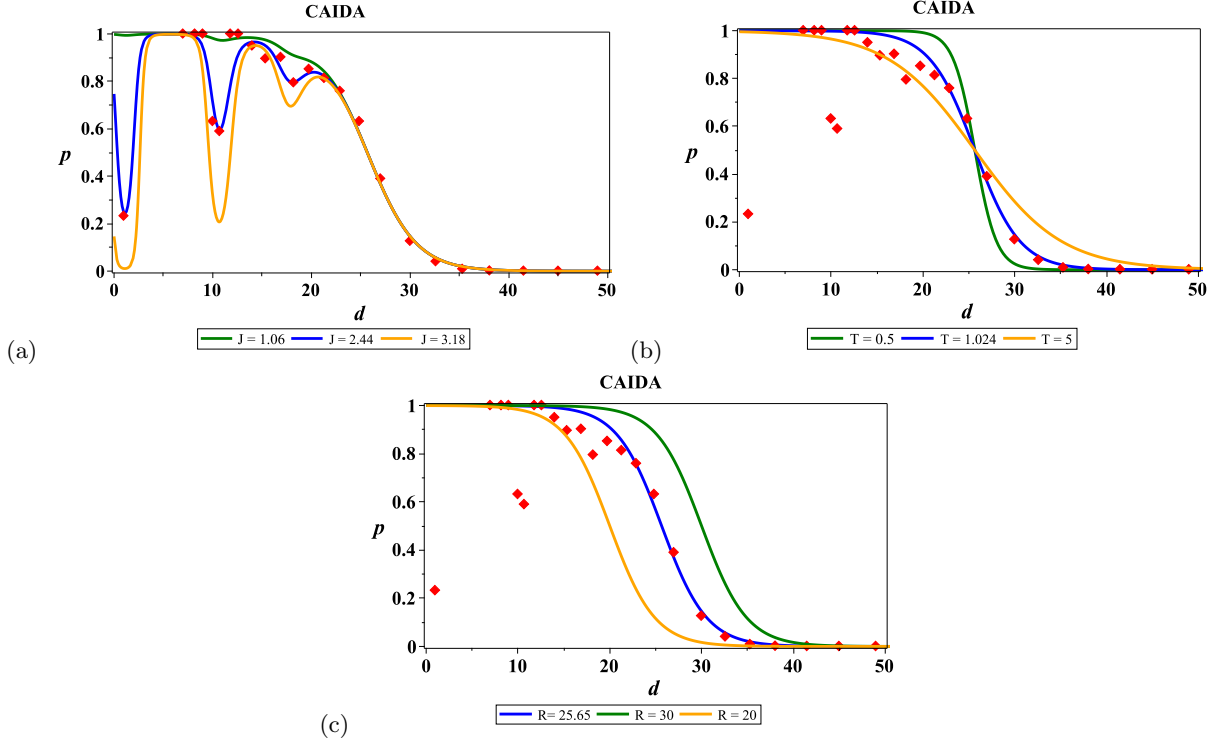 CAIDA
1
0.8
0.6
p
0.4
0.2
0
0 10 20 30 40 50
d
J = 1.06 J = 2.44 J = 3.18
(a)
CAIDA
1
0.8
0.6
p
0.4
0.2
0
0 10 20 30 40 50
d
T = 0.5 T = 1.024 T = 5
(b)
CAIDA
1
0.8
p
0.6
0.4
0.2
0
0 10 20 30 40 50
d
R= 25.65 R = 30 R = 20
(c)